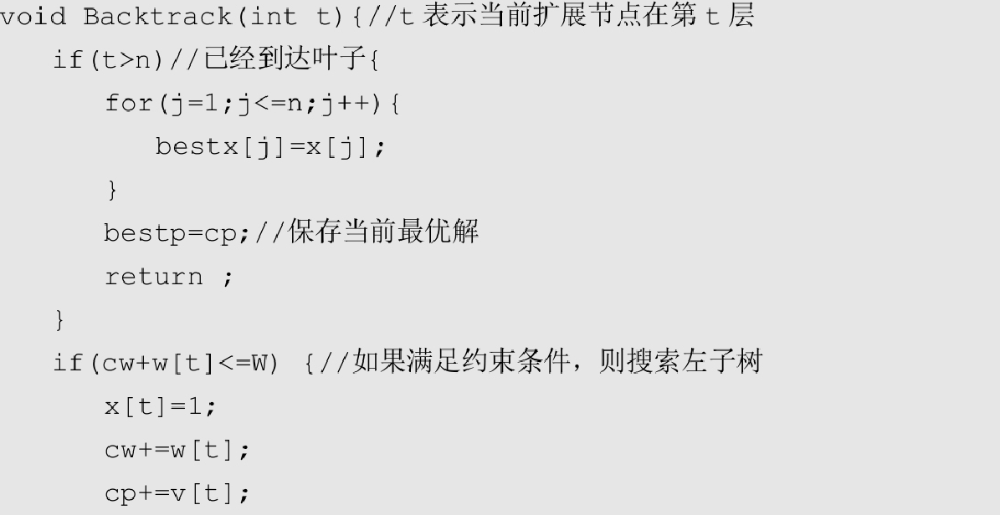 void Backtrack(int t){//t 表示当前扩展节点在第 t 层
if(t>n)//已经到达叶子{
for(j=1;j<=n;j++){
bestx[j]=x[j];
}
bestp=cp;//保存当前最优解
return ;
}
if(cw+w[t]<=W) {//如果满足约束条件，则搜索左子树
x[t]=1;
cw+=w[t];
cp+=v[t];